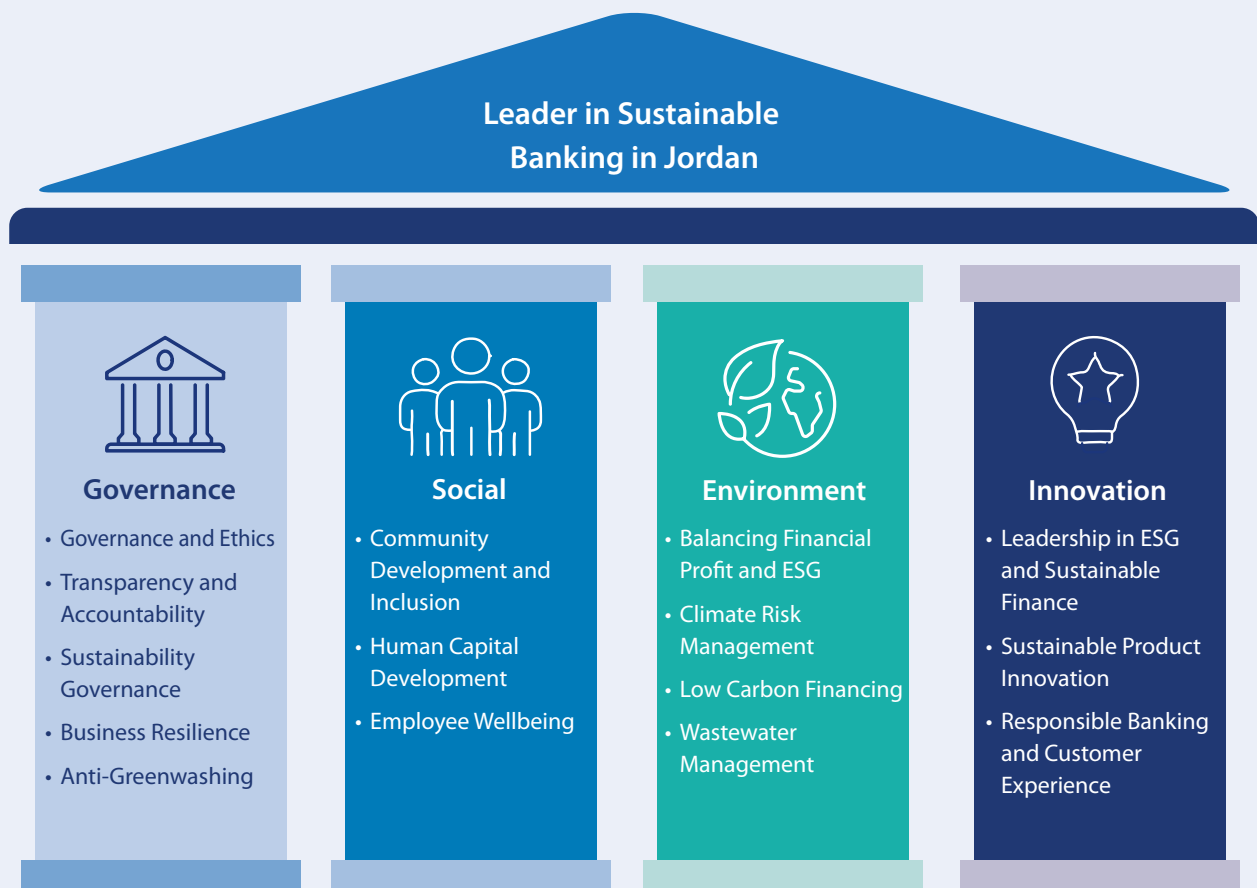 Leader in Sustainable
Banking in Jordan
Governance
• Governance and Ethics
• Transparency and
Accountability
• Sustainability
Governance
• Business Resilience
• Anti-Greenwashing
Social
• Community
Development and
Inclusion
• Human Capital
Development
• Employee Wellbeing
Environment
• Balancing Financial
Profit and ESG
• Climate Risk
Management
• Low Carbon Financing
• Wastewater
Management
Innovation
• Leadership in ESG
and Sustainable
Finance
• Sustainable Product
Innovation
• Responsible Banking
and Customer
Experience